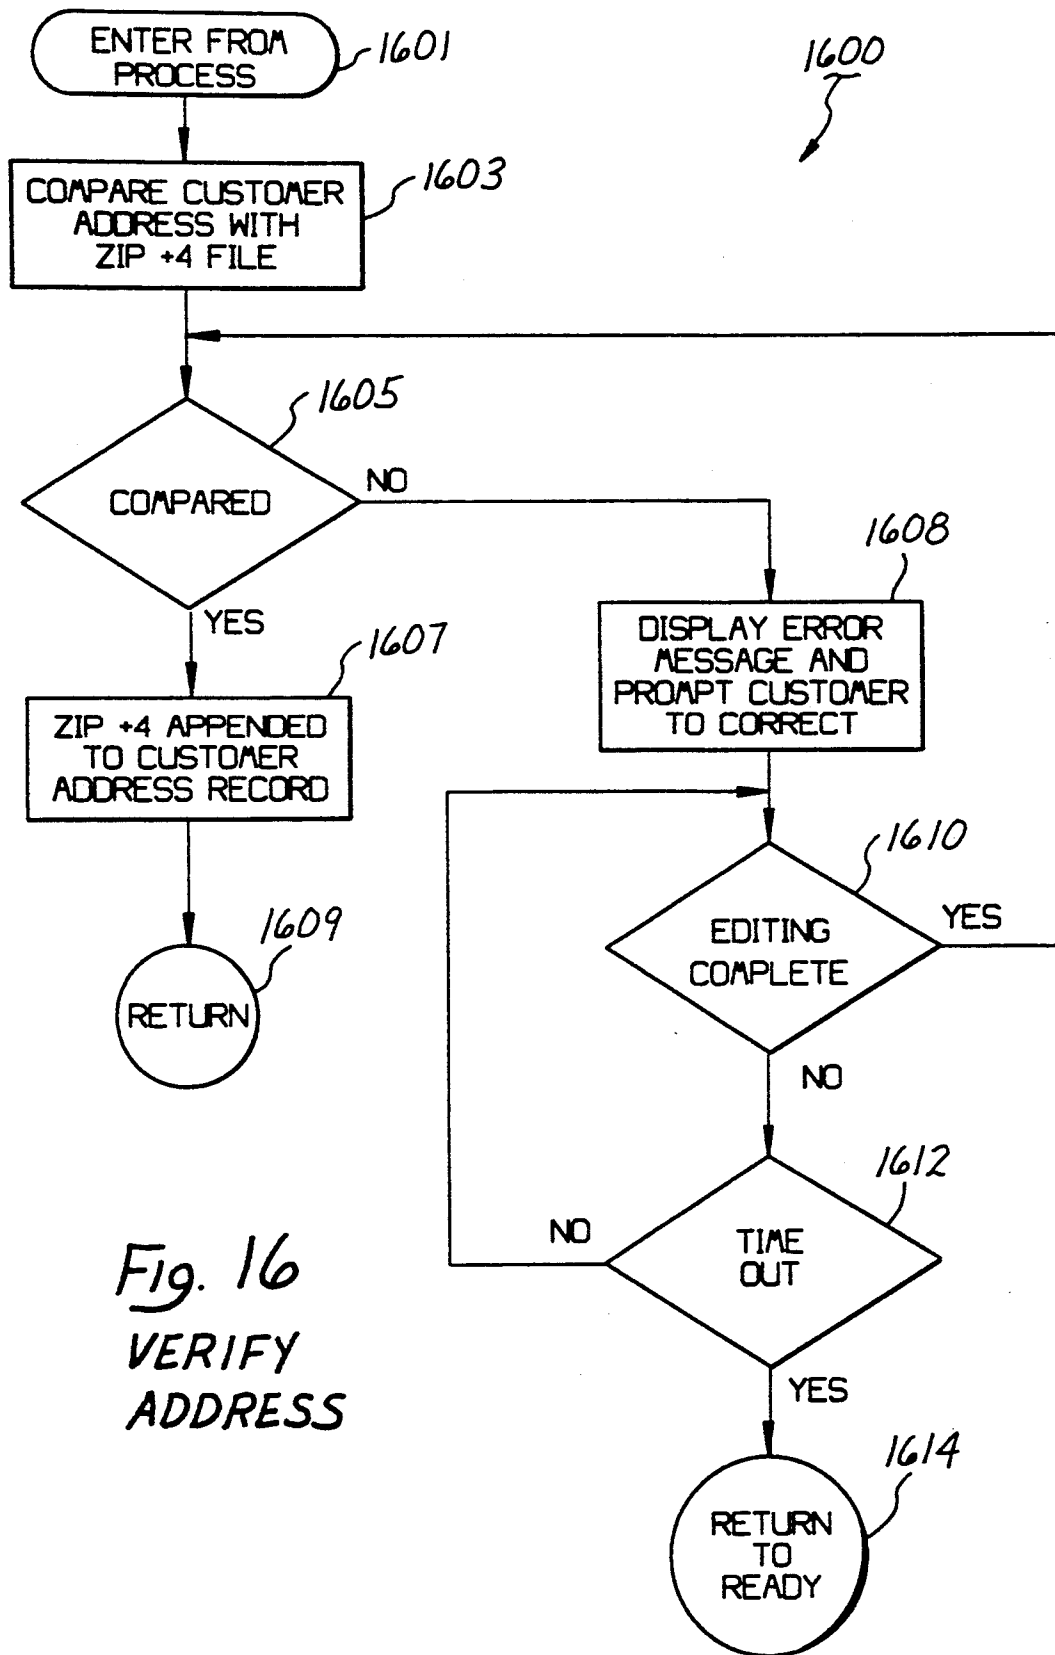 ENTER FROM
PROCESS
1601
1600
COMPARE CUSTOMER
ADDRESS WITH
ZIP +4 FILE
1603
1605
COMPARED
NO
YES
1608
DISPLAY ERROR
MESSAGE AND
PROMPT CUSTOMER
TO CORRECT
1607
ZIP +4 APPENDED
TO CUSTOMER
ADDRESS RECORD
1610
EDITING
COMPLETE
YES
NO
1609
RETURN
1612
TIME
OUT
NO
YES
Fig. 16
VERIFY
ADDRESS
1614
RETURN
TO
READY